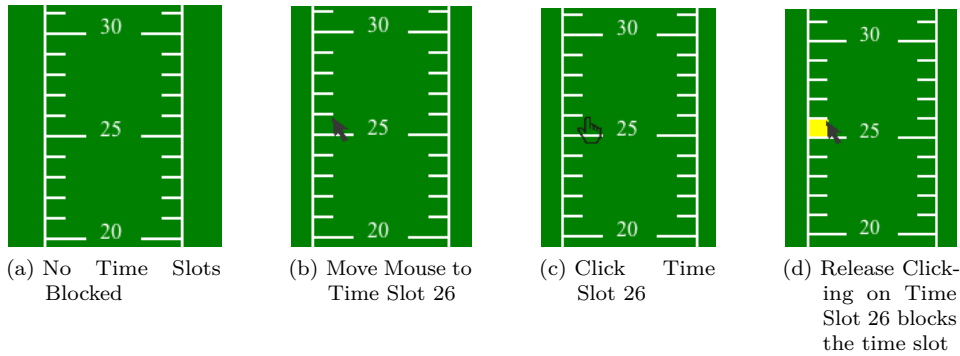 30
25
20
30
25
20
30
25
20
30
25
20
(a) No Time Slots
Blocked
(b) Move Mouse to
Time Slot 26
(c) Click Time
Slot 26
(d) Release Click-
ing on Time
Slot 26 blocks
the time slot